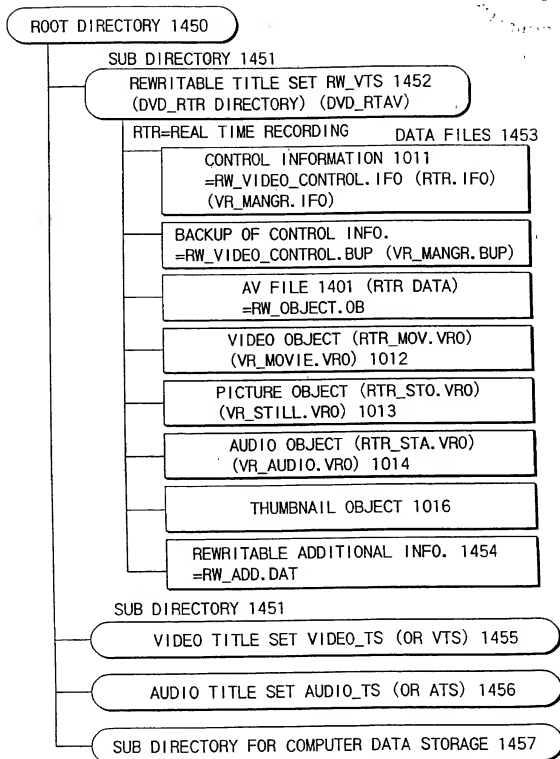 ROOT DIRECTORY 1450
SUB DIRECTORY 1451
REWRITABLE TITLE SET RW_VTS 1452
(DVD_RTR DIRECTORY) (DVD_RTAV)
RTR=REAL TIME RECORDING
DATA FILES 1453
CONTROL INFORMATION 1011
=RW_VIDEO_CONTROL.IFO (RTR.IFO)
(VR_MANGR.IFO)
BACKUP OF CONTROL INFO.
=RW_VIDEO_CONTROL.BUP (VR_MANGR.BUP)
AV FILE 1401 (RTR DATA)
=RW_OBJECT.OB
VIDEO OBJECT (RTR_MOV.VRO)
(VR_MOVIE.VRO) 1012
PICTURE OBJECT (RTR_STO.VRO)
(VR_STILL.VRO) 1013
AUDIO OBJECT (RTR_STA.VRO)
(VR_AUDIO.VRO) 1014
THUMBNAIL OBJECT 1016
REWRITABLE ADDITIONAL INFO. 1454
=RW_ADD.DAT
SUB DIRECTORY 1451
VIDEO TITLE SET VIDEO_TS (OR VTS) 1455
AUDIO TITLE SET AUDIO_TS (OR ATS) 1456
SUB DIRECTORY FOR COMPUTER DATA STORAGE 1457